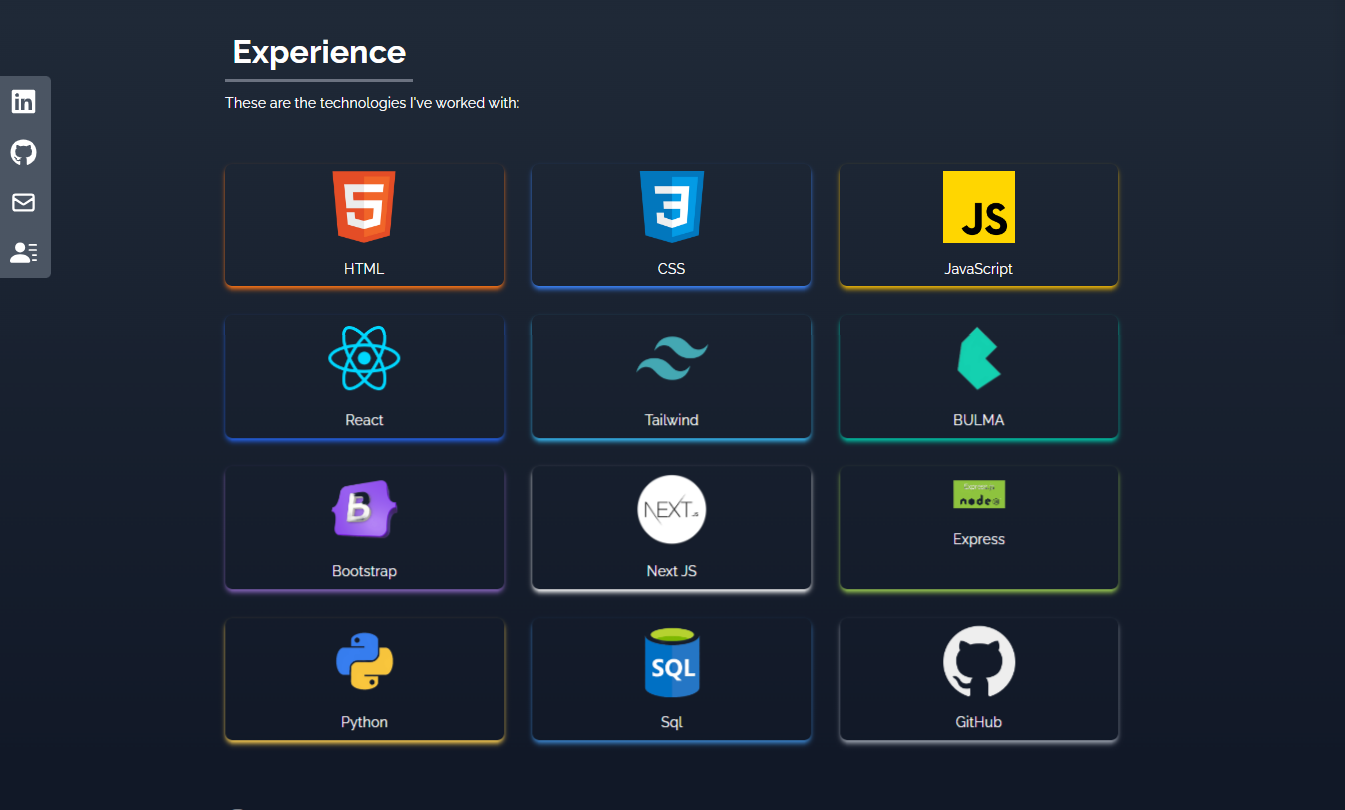 Experience
These are the technologies I've worked with:
in
5
3
JS
HTML
CSS
JavaScript
React
Tailwind
BULMA
B
NEXT.JS
node
Bootstrap
Next JS
Express
SQL
Python
Sql
GitHub